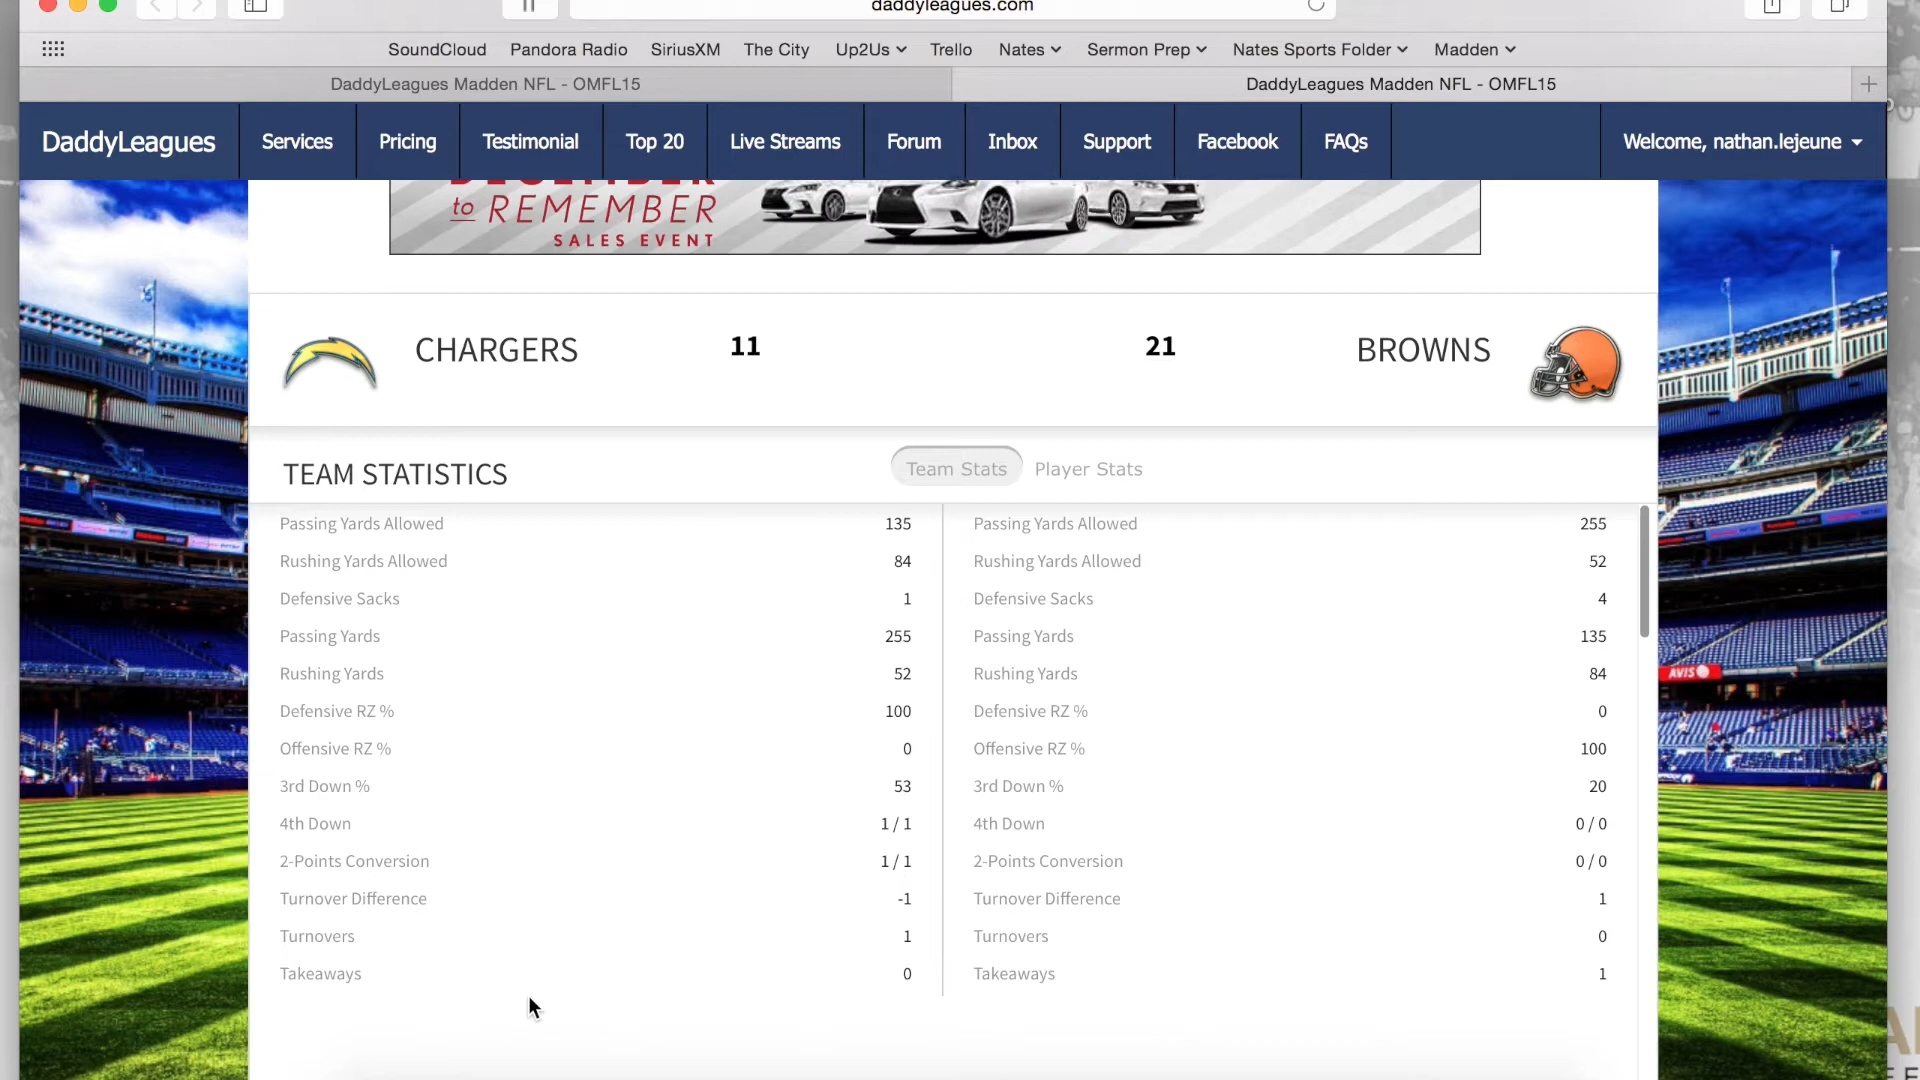 daddyleagues.com
SoundCloud Pandora Radio SiriusXM The City Up2Us Trello Nates Sermon Prep Nates Sports Folder Madden
DaddyLeagues Madden NFL - OMFL15 DaddyLeagues Madden NFL - OMFL15
DaddyLeagues Services Pricing Testimonial Top 20 Live Streams Forum Inbox Support Facebook FAQs Welcome, nathan.lejeune
DECEMBER
to REMEMBER
SALES EVENT
CHARGERS 11 21 BROWNS
TEAM STATISTICS Team Stats Player Stats
Passing Yards Allowed 135 Passing Yards Allowed 255
Rushing Yards Allowed 84 Rushing Yards Allowed 52
Defensive Sacks 1 Defensive Sacks 4
Passing Yards 255 Passing Yards 135
Rushing Yards 52 Rushing Yards 84
AVIS
Defensive RZ % 100 Defensive RZ % 0
Offensive RZ % 0 Offensive RZ % 100
3rd Down % 53 3rd Down % 20
4th Down 1 / 1 4th Down 0 / 0
2-Points Conversion 1 / 1 2-Points Conversion 0 / 0
Turnover Difference -1 Turnover Difference 1
Turnovers 1 Turnovers 0
Takeaways 0 Takeaways 1